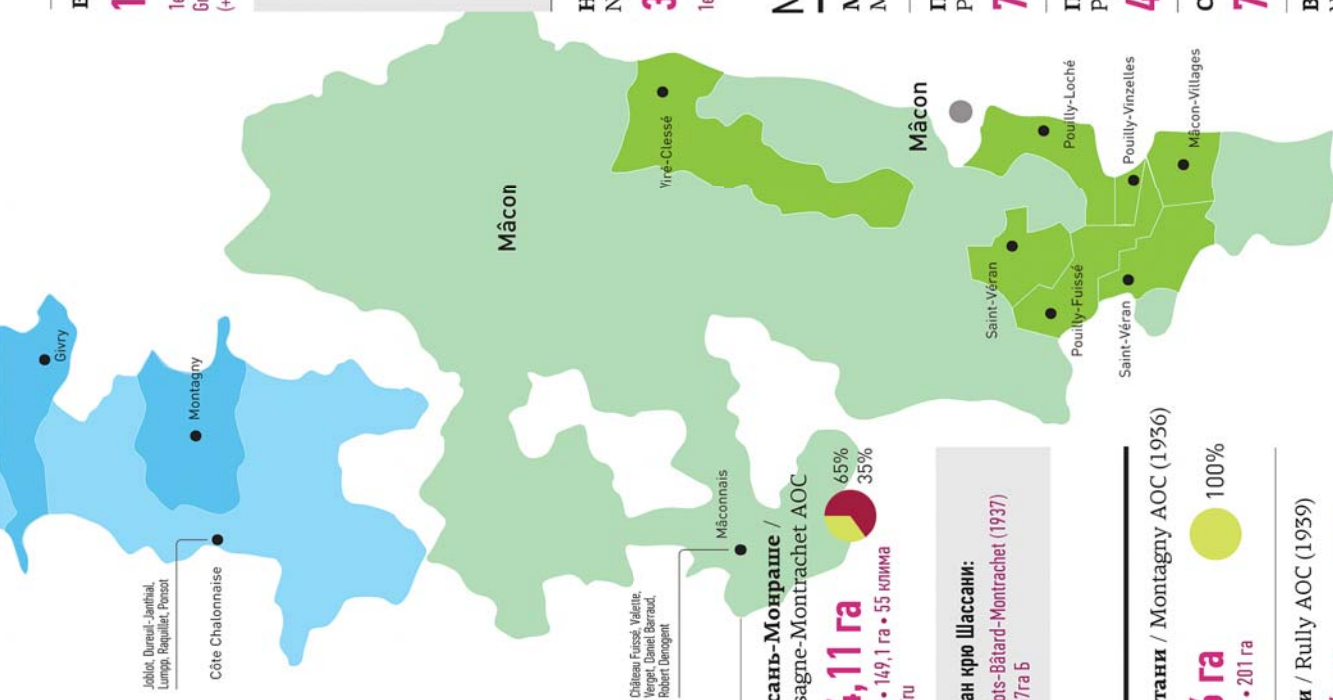 Givry
Montagny
Joblot, Dureuil-Janthial,
Lumpp, Raquillet, Ponsot
Côte Chalonnaise
Mâcon
Viré-Clessé
Mâcon
Pouilly-Loché
Pouilly-Vinzelles
Mâcon-Villages
Saint-Véran
Pouilly-Fuissé
Saint-Véran
Mâconnais
Château Fuissé, Valette,
Verget, Daniel Barraud,
Robert Denogent
сань-Монраше /
sagne-Montrachet AOC
65%
35%
,11 га
• 149,1 га • 55 клима
ru
ан крю Шассани:
ots-Bâtard-Montrachet (1937)
7га Б
тани / Montagny AOC (1936)
100%
га
201 га
и / Rully AOC (1939)